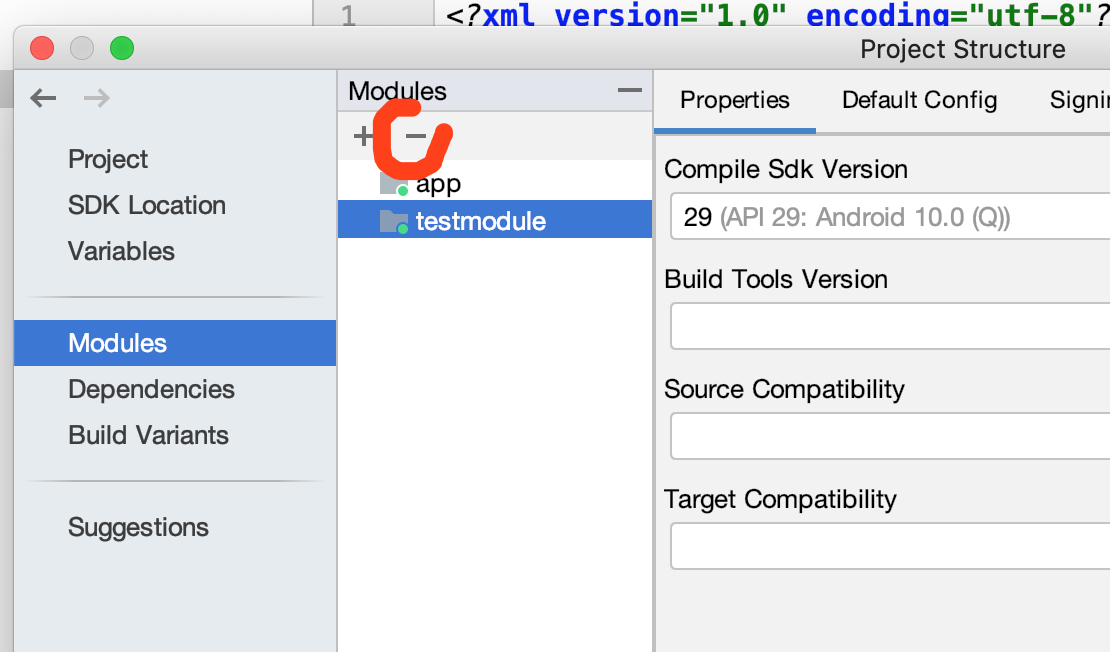 1 <?xml version="1.0" encoding="utf-8"?
Project Structure
Project
SDK Location
Variables
Modules
Dependencies
Build Variants
Suggestions
Modules
app
testmodule
Properties Default Config Signin
Compile Sdk Version
29 (API 29: Android 10.0 (Q))
Build Tools Version
Source Compatibility
Target Compatibility